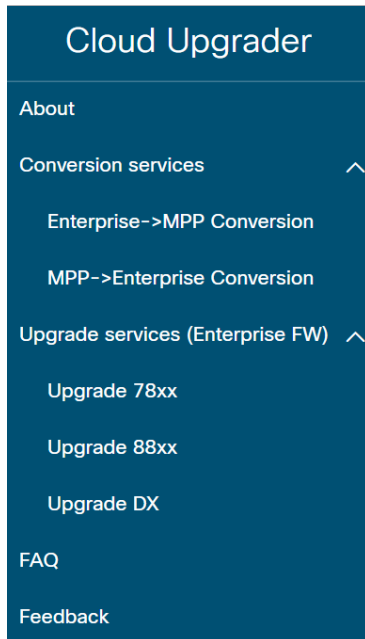 Cloud Upgrader
About
Conversion services
Enterprise->MPP Conversion
MPP->Enterprise Conversion
Upgrade services (Enterprise FW)
Upgrade 78xx
Upgrade 88xx
Upgrade DX
FAQ
Feedback